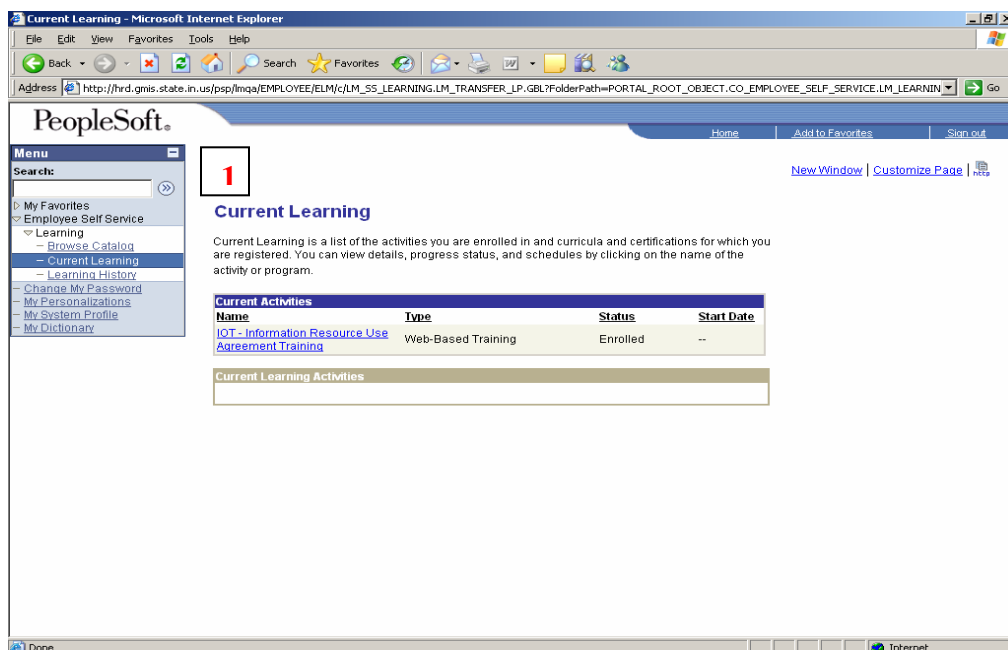 Current Learning - Microsoft Internet Explorer
File Edit View Favorites Tools Help
Back Search Favorites
Address http://hrd.gmis.state.in.us/psp/lmqa/EMPLOYEE/ELM/c/LM_SS_LEARNING.LM_TRANSFER_LP.GBL?FolderPath=PORTAL_ROOT_OBJECT.CO_EMPLOYEE_SELF_SERVICE.LM_LEARNIN Go
PeopleSoft.
Home Add to Favorites Sign out
Menu
Search:
My Favorites
Employee Self Service
Learning
– Browse Catalog
– Current Learning
– Learning History
– Change My Password
– My Personalizations
– My System Profile
– My Dictionary
1
New Window | Customize Page | http
Current Learning
Current Learning is a list of the activities you are enrolled in and curricula and certifications for which you
are registered. You can view details, progress status, and schedules by clicking on the name of the
activity or program.
Current Activities
Name Type Status Start Date
IOT - Information Resource Use
Agreement Training Web-Based Training Enrolled --
Current Learning Activities
Done Internet